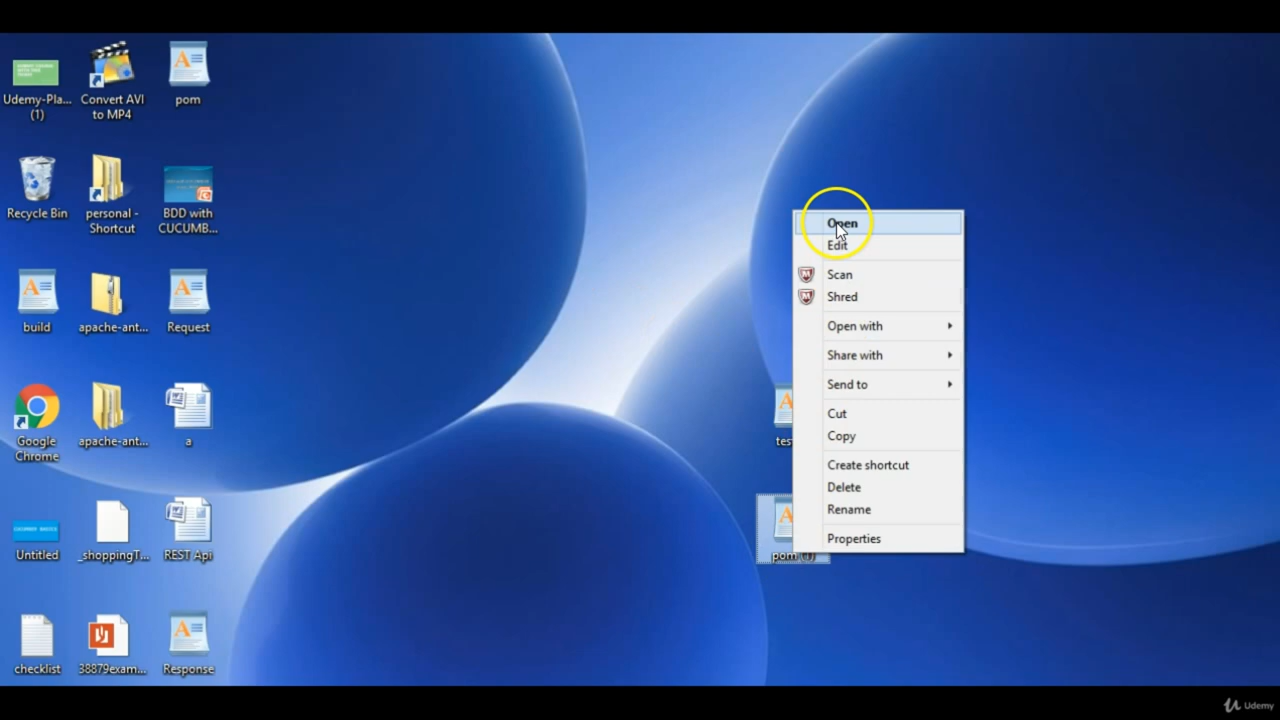 Udemy-Pla...
(1)
Convert AVI
to MP4
pom
Recycle Bin
personal -
Shortcut
BDD with
CUCUMB...
build
apache-ant...
Request
Google
Chrome
apache-ant...
a
Untitled
_shoppingT...
REST Api
checklist
38879exam...
Response
tes
pom (1)
Open
Edit
Scan
Shred
Open with
Share with
Send to
Cut
Copy
Create shortcut
Delete
Rename
Properties
Udemy